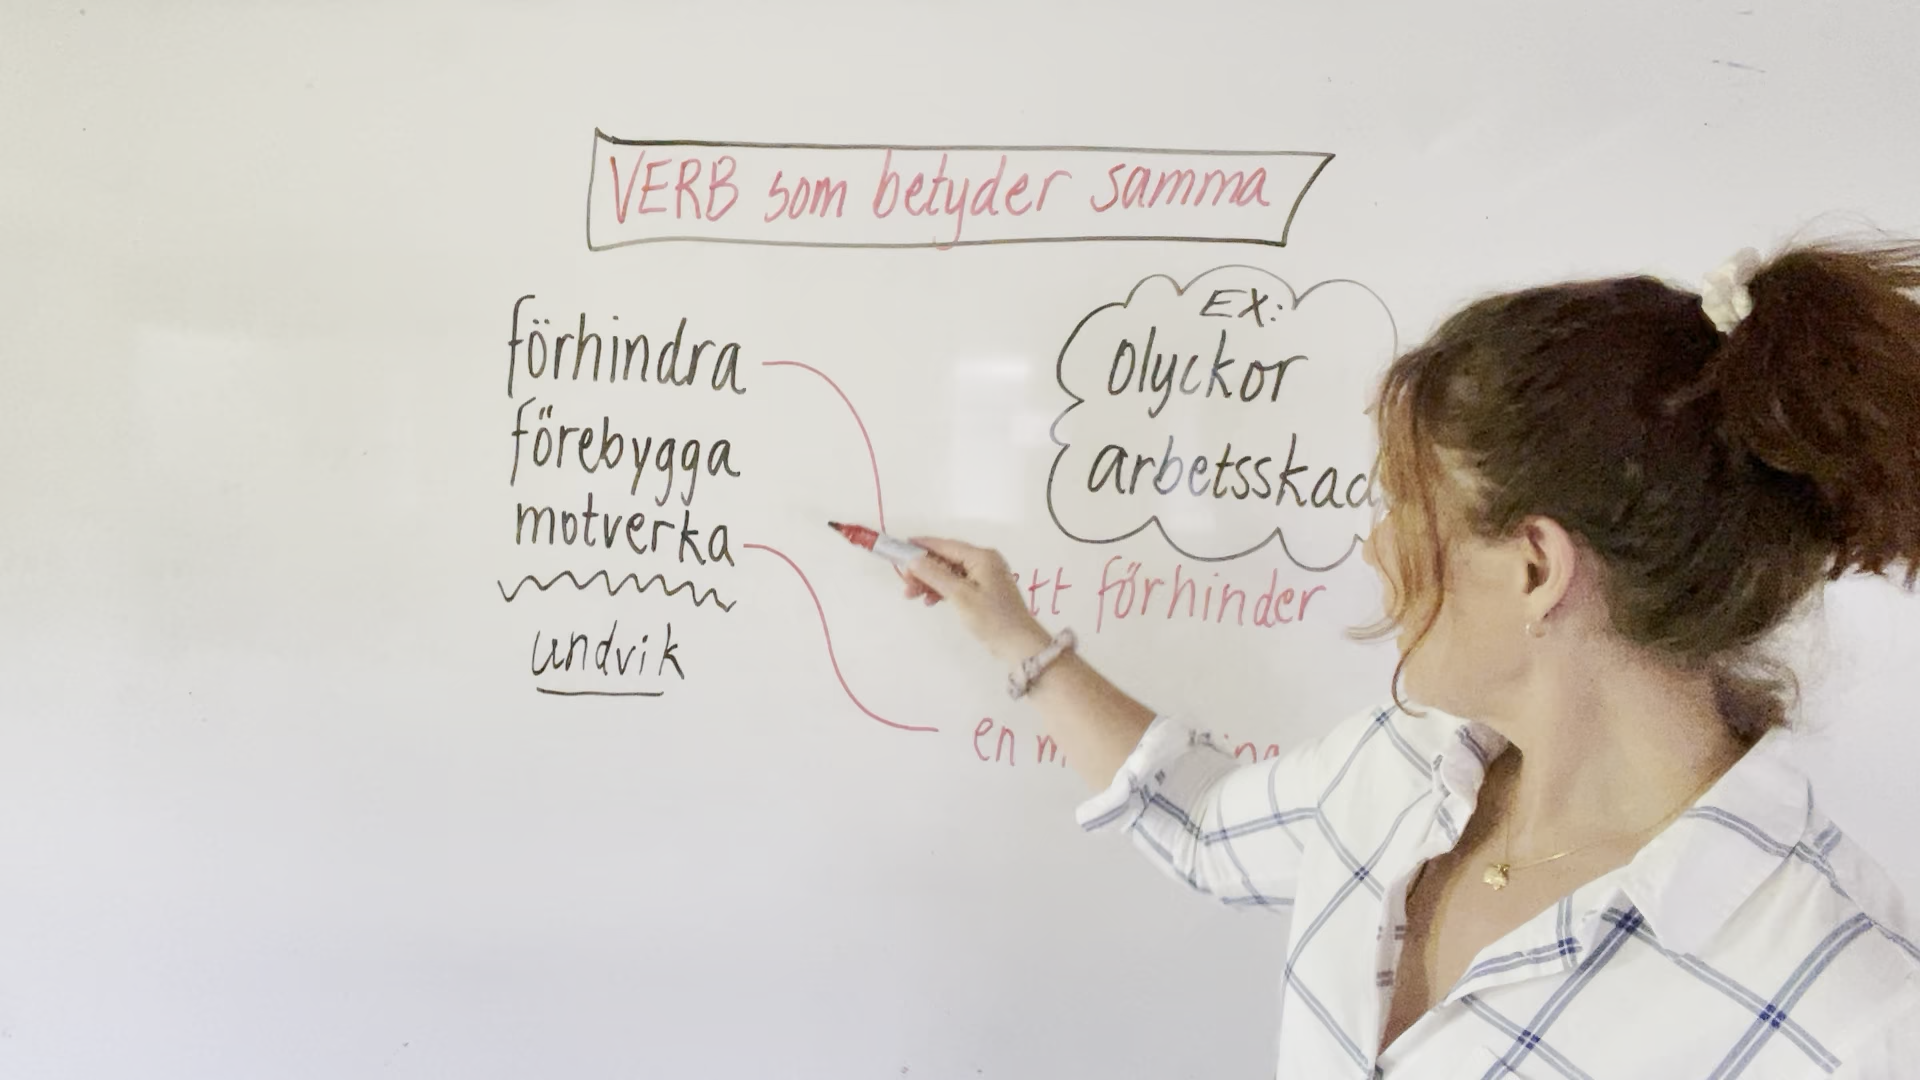 VERB som betyder samma
förhindra
förebygga
motverka
undvik
EX:
olyckor
arbetsskad
ett förhinder
en